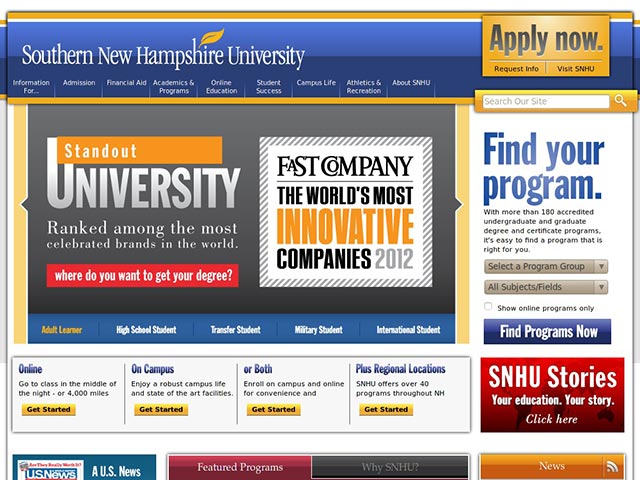 Southern New Hampshire University
Apply now.
Request Info
Visit SNHU
Information For...
Admission
Financial Aid
Academics & Programs
Online Education
Student Success
Campus Life
Athletics & Recreation
About SNHU
Search Our Site
Standout
UNIVERSITY
Ranked among the most
celebrated brands in the world.
where do you want to get your degree?
FAST COMPANY
THE WORLD'S MOST
INNOVATIVE
COMPANIES 2012
Adult Learner
High School Student
Transfer Student
Military Student
International Student
Find your
program.
With more than 180 accredited
undergraduate and graduate
degree and certificate programs,
it's easy to find a program that is
right for you.
Select a Program Group
All Subjects/Fields
Show online programs only
Find Programs Now
Online
Go to class in the middle of
the night - or 4,000 miles
Get Started
On Campus
Enjoy a robust campus life
and state of the art facilities.
Get Started
or Both
Enroll on campus and online
for convenience and
Get Started
Plus Regional Locations
SNHU offers over 40
programs throughout NH
Get Started
SNHU Stories
Your education. Your story.
Click here
Are They Really Worth It?
U.S.News
A U.S. News
Featured Programs
Why SNHU?
News